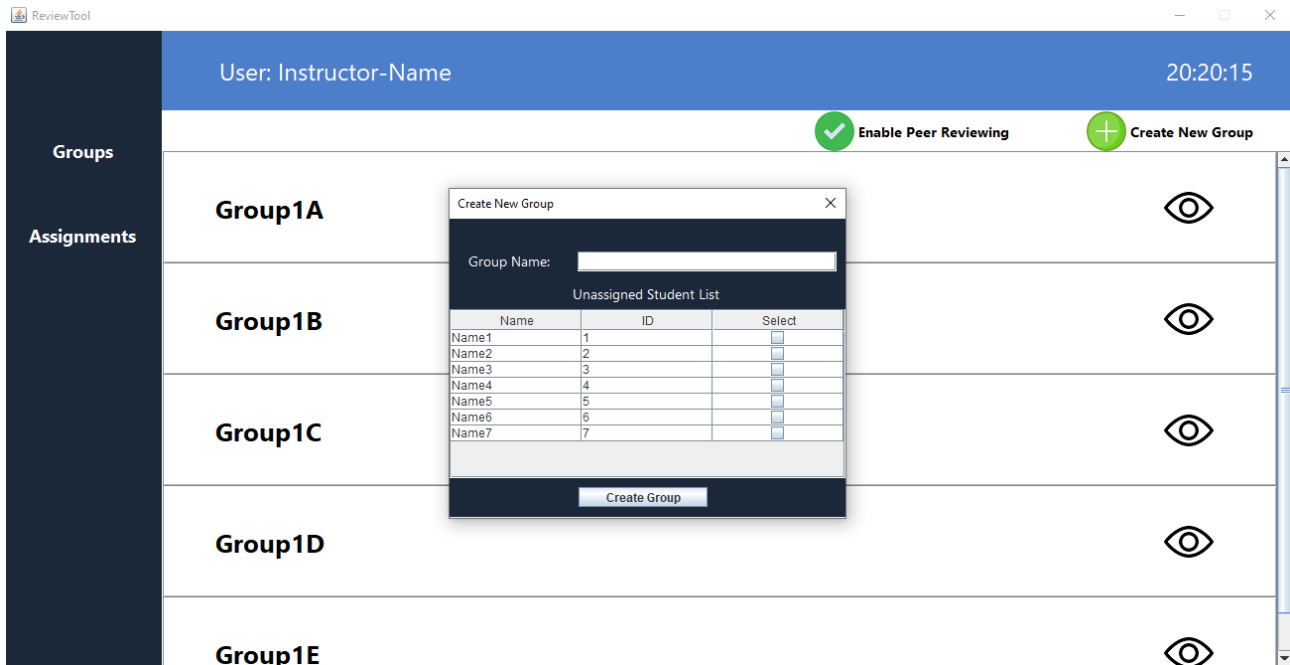 ReviewTool
User: Instructor-Name 20:20:15
Enable Peer Reviewing Create New Group
Groups
Assignments
Group1A
Group1B
Group1C
Group1D
Group1E
Create New Group
Group Name:
Unassigned Student List
Name ID Select
Name1 1
Name2 2
Name3 3
Name4 4
Name5 5
Name6 6
Name7 7
Create Group